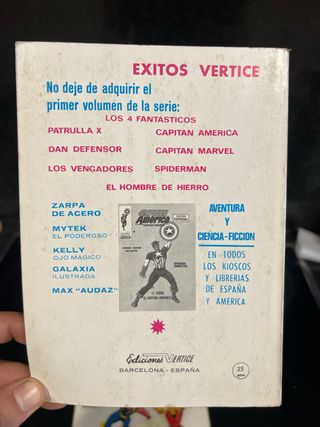 EXITOS VERTICE
No deje de adquirir el
primer volumen de la serie:
LOS 4 FANTASTICOS
PATRULLA X CAPITAN AMERICA
DAN DEFENSOR CAPITAN MARVEL
LOS VENGADORES SPIDERMAN
EL HOMBRE DE HIERRO
ZARPA
DE ACERO
MYTEK
EL PODEROSO
KELLY
OJO MAGICO
GALAXIA
ILUSTRADA
MAX "AUDAZ"
América
AVENTURA
Y
CIENCIA-FICCION
EN TODOS
LOS KIOSCOS
Y LIBRERIAS
DE ESPAÑA
Y AMERICA
Ediciones VERTICE
BARCELONA - ESPAÑA
25
ptas